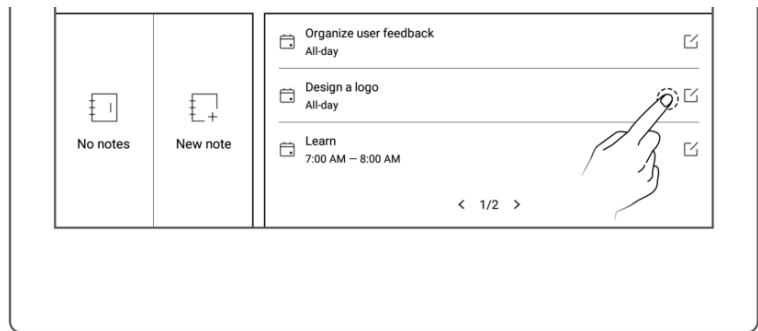 Organize user feedback
All-day
Design a logo
All-day
Learn
7:00 AM — 8:00 AM
No notes
New note
< 1/2 >